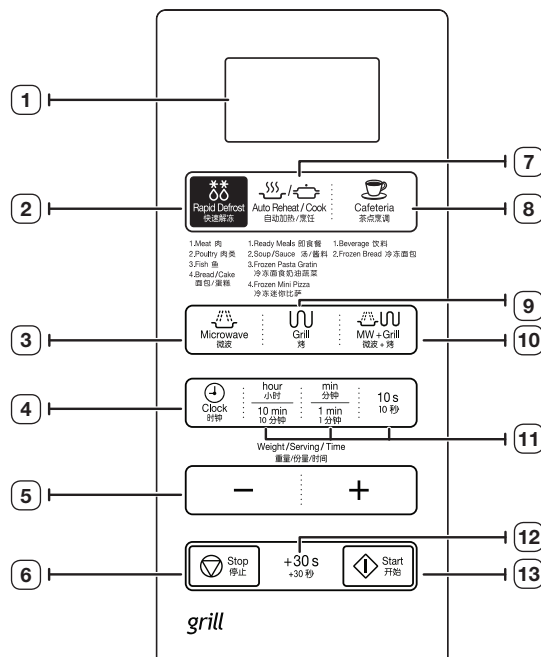 1
7
2
8
Rapid Defrost
快速解冻
Auto Reheat/Cook
自动加热/烹饪
Cafeteria
茶点烹调
1.Meat 肉
2.Poultry 肉类
3.Fish 鱼
4.Bread/Cake
面包/蛋糕
1.Ready Meals 即食餐
2.Soup/Sauce 汤/酱料
3.Frozen Pasta Gratin
冷冻面食奶油蔬菜
4.Frozen Mini Pizza
冷冻迷你比萨
1.Beverage 饮料
2.Frozen Bread 冷冻面包
9
3
10
Microwave
微波
Grill
烤
MW+Grill
微波+烤
4
11
Clock
时钟
hour
小时
10 min
10 分钟
min
分钟
1 min
1 分钟
10 s
10 秒
Weight/Serving/Time
重量/份量/时间
5
− +
12
6
13
Stop
停止
+30 s
+30 秒
Start
开始
grill